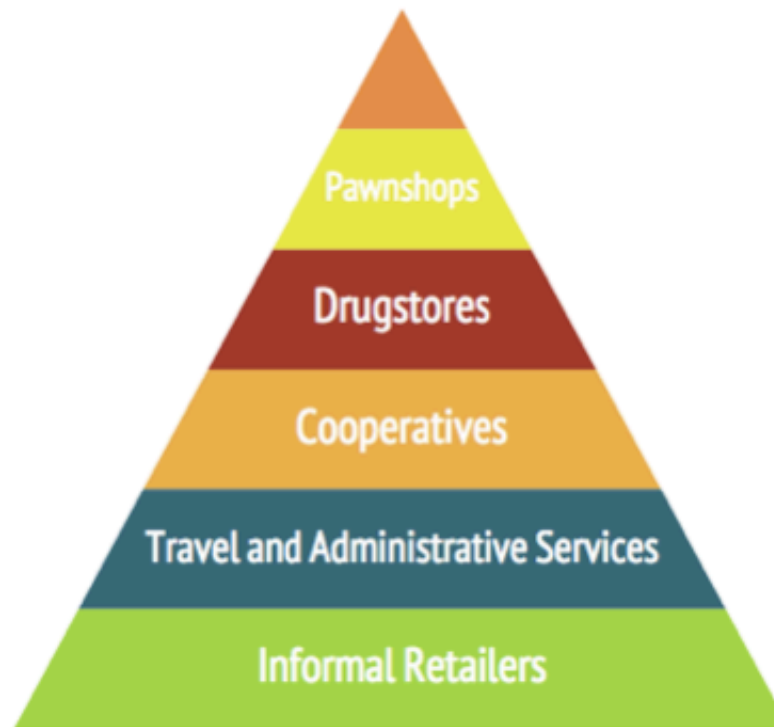 Pawnshops
Drugstores
Cooperatives
Travel and Administrative Services
Informal Retailers